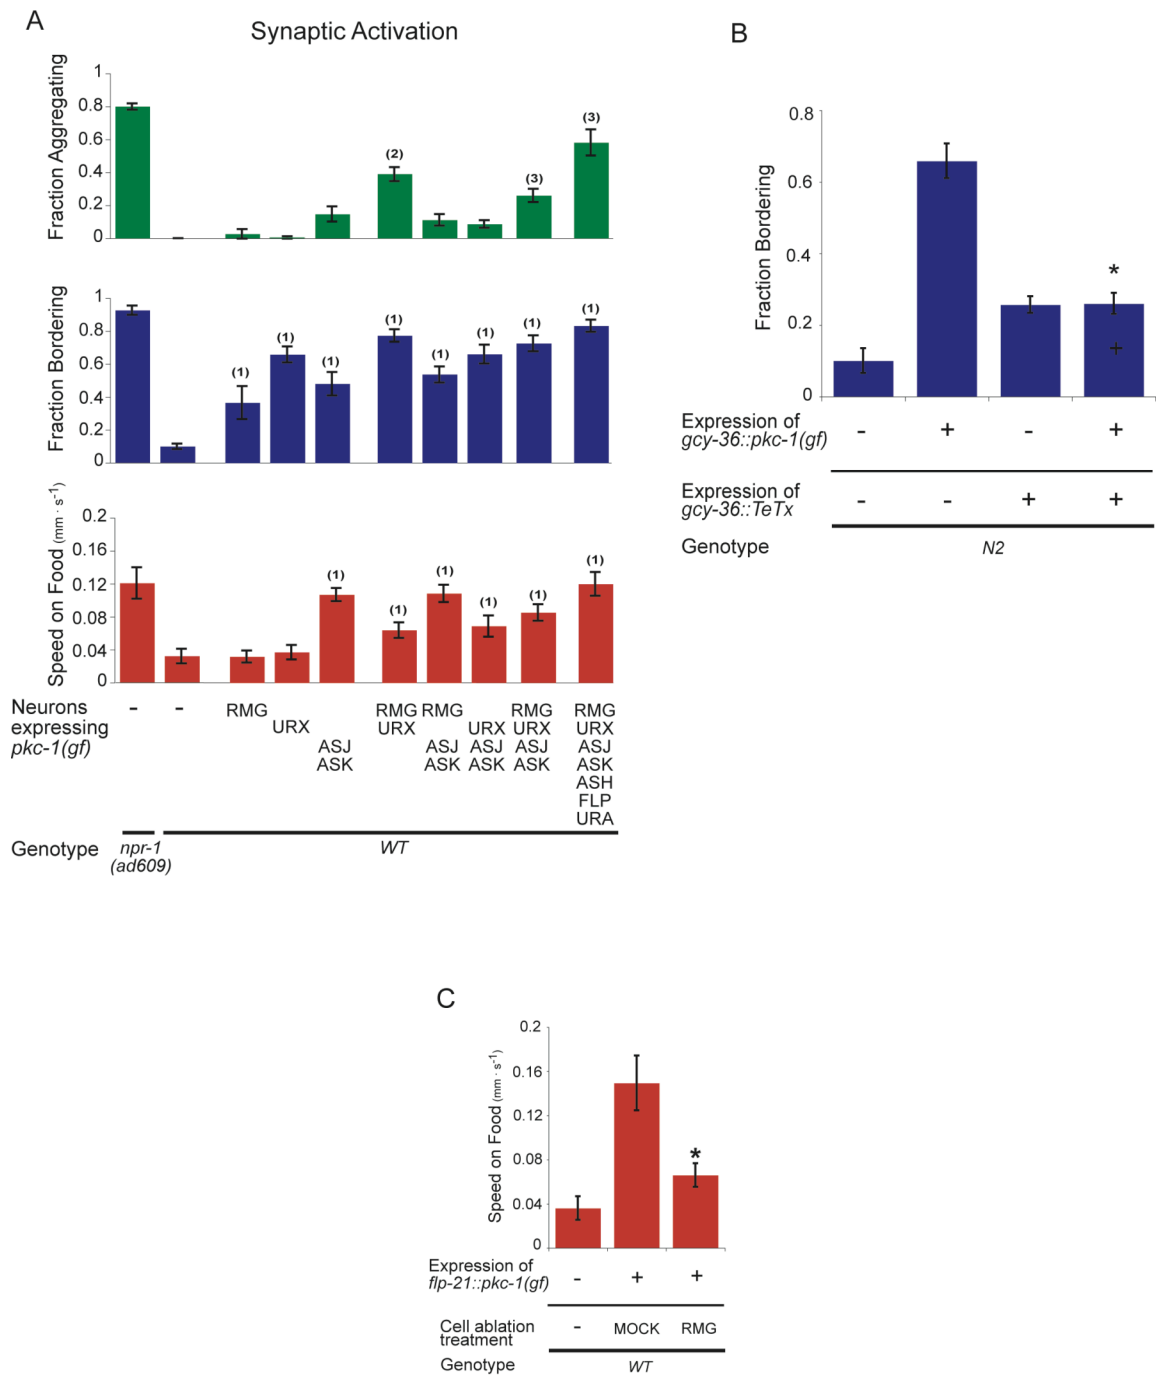 A
Synaptic Activation
Fraction Aggregating
1
0.8
0.6
0.4
0.2
0
(2)
(3)
(3)
Fraction Bordering
1
0.8
0.6
0.4
0.2
0
(1)
(1)
(1)
(1)
(1)
(1)
(1)
(1)
Speed on Food (mm · s-1)
0.2
0.16
0.12
0.08
0.04
0
(1)
(1)
(1)
(1)
(1)
(1)
Neurons
expressing
pkc-1(gf)
- - RMG RMG RMG RMG RMG
URX URX URX URX URX
ASJ ASJ ASJ ASJ ASJ
ASK ASK ASK ASK ASK
ASH
FLP
URA
Genotype npr-1 WT
(ad609)
B
Fraction Bordering
0.8
0.6
0.4
0.2
0
*
+
Expression of
gcy-36::pkc-1(gf)
- + - +
Expression of
gcy-36::TeTx
- - + +
Genotype N2
C
Speed on Food (mm · s-1)
0.2
0.16
0.12
0.08
0.04
0
*
Expression of
flp-21::pkc-1(gf)
- + +
Cell ablation
treatment
- MOCK RMG
Genotype WT